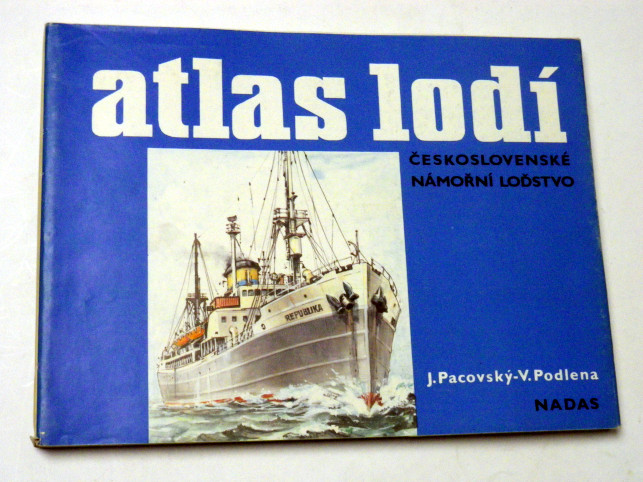 atlas lodí
ČESKOSLOVENSKÉ
NÁMOŘNÍ LOĎSTVO
REPUBLIKA
J. Pacovský-V. Podlena
NADAS